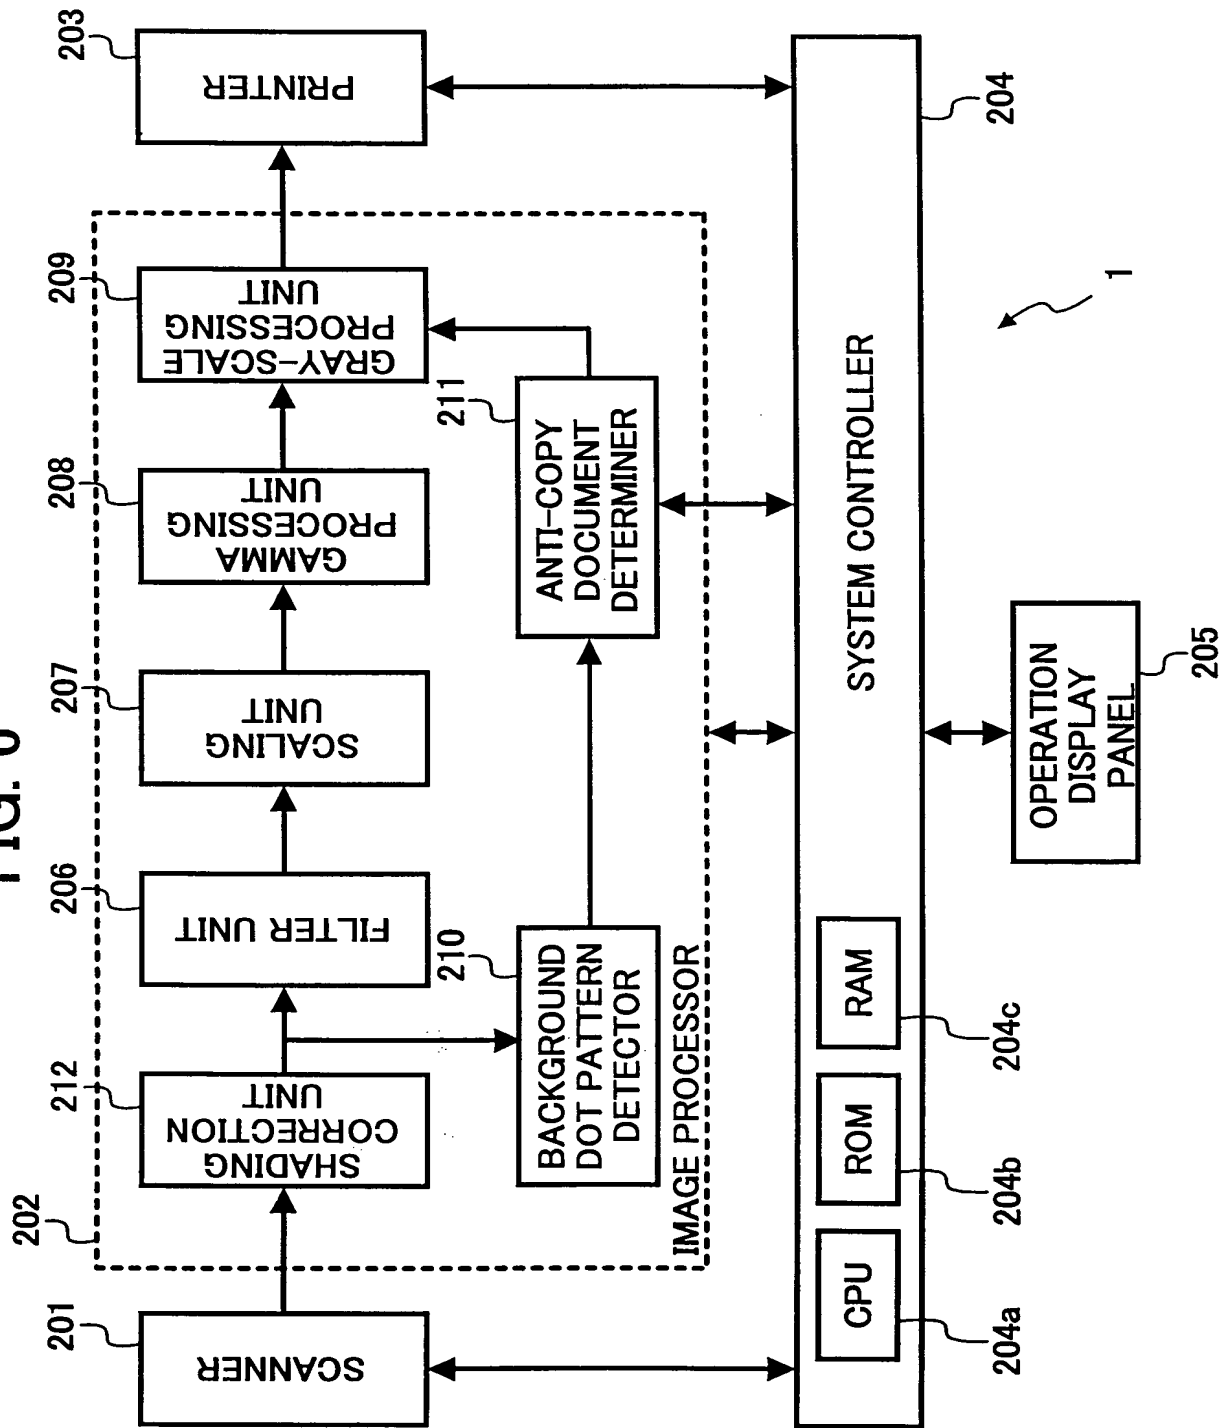 FIG.
201
SCANNER
202
212
SHADING
CORRECTION
UNIT
206
FILTER UNIT
207
SCALING
UNIT
208
GAMMA
PROCESSING
UNIT
209
GRAY-SCALE
PROCESSING
UNIT
203
PRINTER
210
BACKGROUND
DOT PATTERN
DETECTOR
211
ANTI-COPY
DOCUMENT
DETERMINER
IMAGE PROCESSOR
CPU
204a
ROM
204b
RAM
204c
SYSTEM CONTROLLER
204
OPERATION
DISPLAY
PANEL
205
1